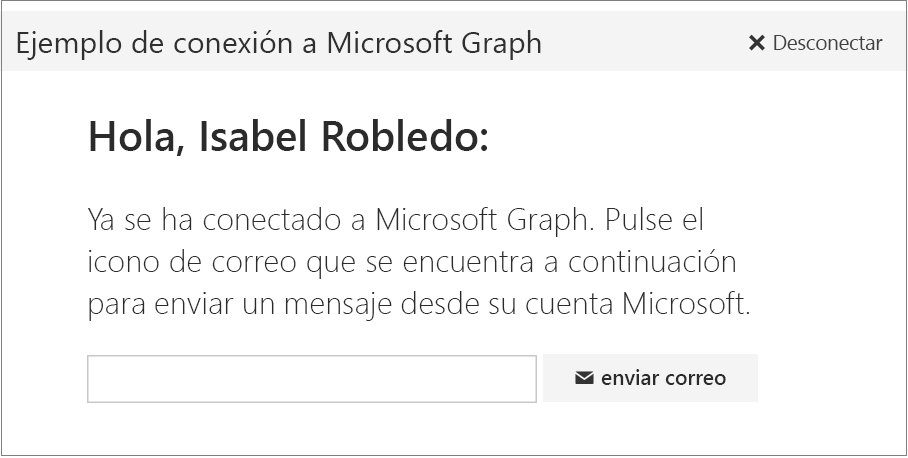 Ejemplo de conexión a Microsoft Graph
Desconectar
Hola, Isabel Robledo:
Ya se ha conectado a Microsoft Graph. Pulse el
icono de correo que se encuentra a continuación
para enviar un mensaje desde su cuenta Microsoft.
enviar correo